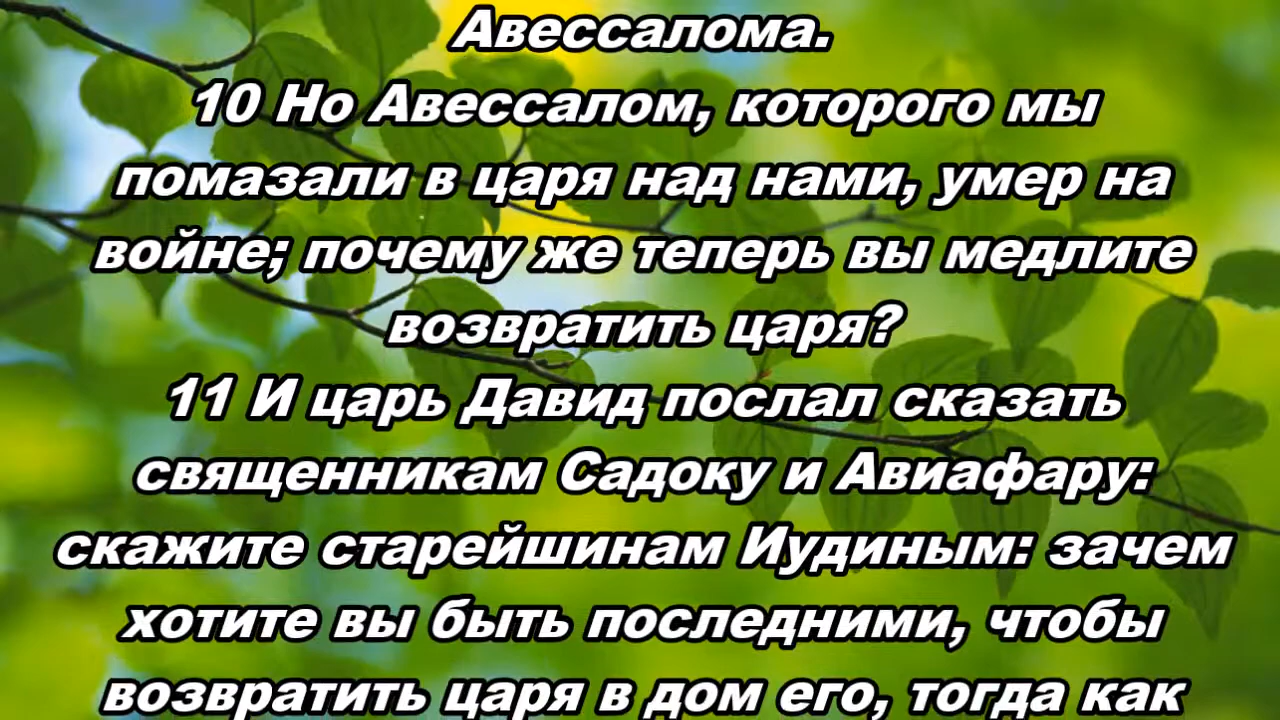 Авессалома.
10 Но Авессалом, которого мы
помазали в царя над нами, умер на
войне; почему же теперь вы медлите
возвратить царя?
11 И царь Давид послал сказать
священникам Садоку и Авиафару:
скажите старейшинам Иудиным: зачем
хотите вы быть последними, чтобы
возвратить царя в дом его, тогда как